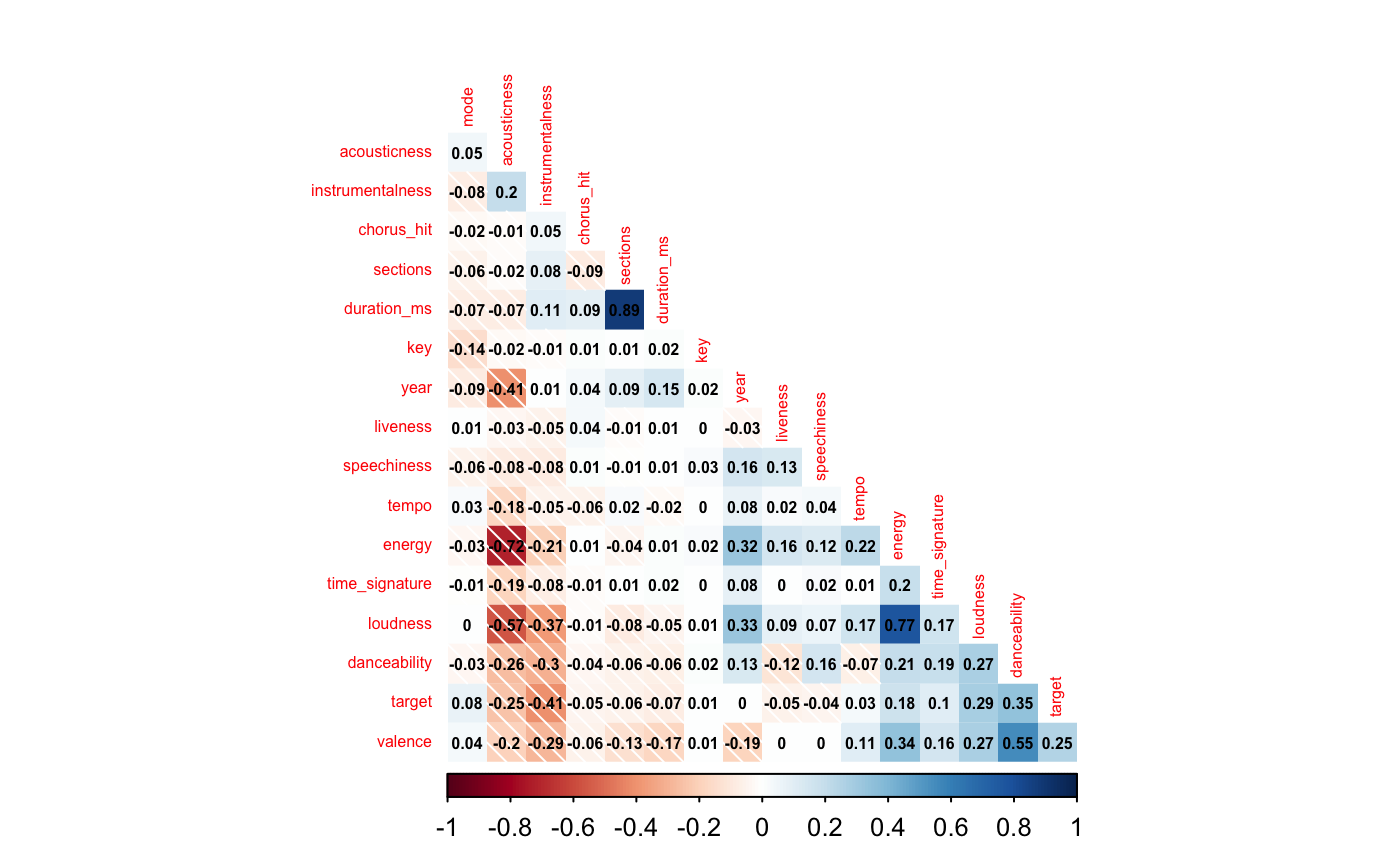 mode
acousticness
instrumentalness
chorus_hit
sections
duration_ms
key
year
liveness
speechiness
tempo
energy
time_signature
loudness
danceability
target
acousticness 0.05
instrumentalness -0.08 0.2
chorus_hit -0.02 -0.01 0.05
sections -0.06 -0.02 0.08 -0.09
duration_ms -0.07 -0.07 0.11 0.09 0.89
key -0.14 -0.02 -0.01 0.01 0.01 0.02
year -0.09 -0.41 0.01 0.04 0.09 0.15 0.02
liveness 0.01 -0.03 -0.05 0.04 -0.01 0.01 0 -0.03
speechiness -0.06 -0.08 -0.08 0.01 -0.01 0.01 0.03 0.16 0.13
tempo 0.03 -0.18 -0.05 -0.06 0.02 -0.02 0 0.08 0.02 0.04
energy -0.03 -0.72 -0.21 0.01 -0.04 0.01 0.02 0.32 0.16 0.12 0.22
time_signature -0.01 -0.19 -0.08 -0.01 0.01 0.02 0 0.08 0 0.02 0.01 0.2
loudness 0 -0.57 -0.37 -0.01 -0.08 -0.05 0.01 0.33 0.09 0.07 0.17 0.77 0.17
danceability -0.03 -0.26 -0.3 -0.04 -0.06 -0.06 0.02 0.13 -0.12 0.16 -0.07 0.21 0.19 0.27
target 0.08 -0.25 -0.41 -0.05 -0.06 -0.07 0.01 0 -0.05 -0.04 0.03 0.18 0.1 0.29 0.35
valence 0.04 -0.2 -0.29 -0.06 -0.13 -0.17 0.01 -0.19 0 0 0.11 0.34 0.16 0.27 0.55 0.25
-1 -0.8 -0.6 -0.4 -0.2 0 0.2 0.4 0.6 0.8 1